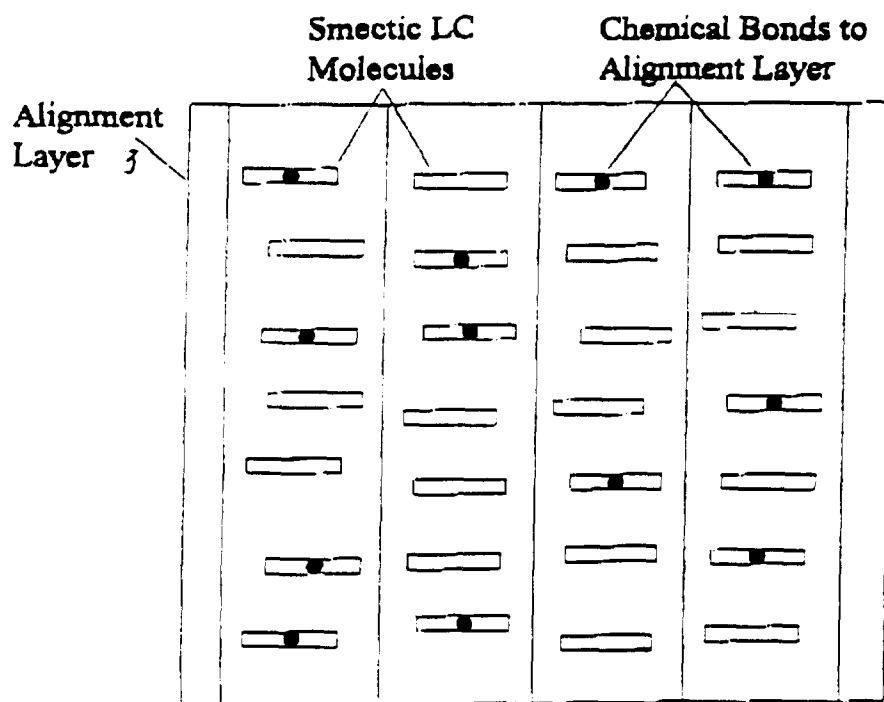 Smectic LC
Molecules
Chemical Bonds to
Alignment Layer
Alignment
Layer 3